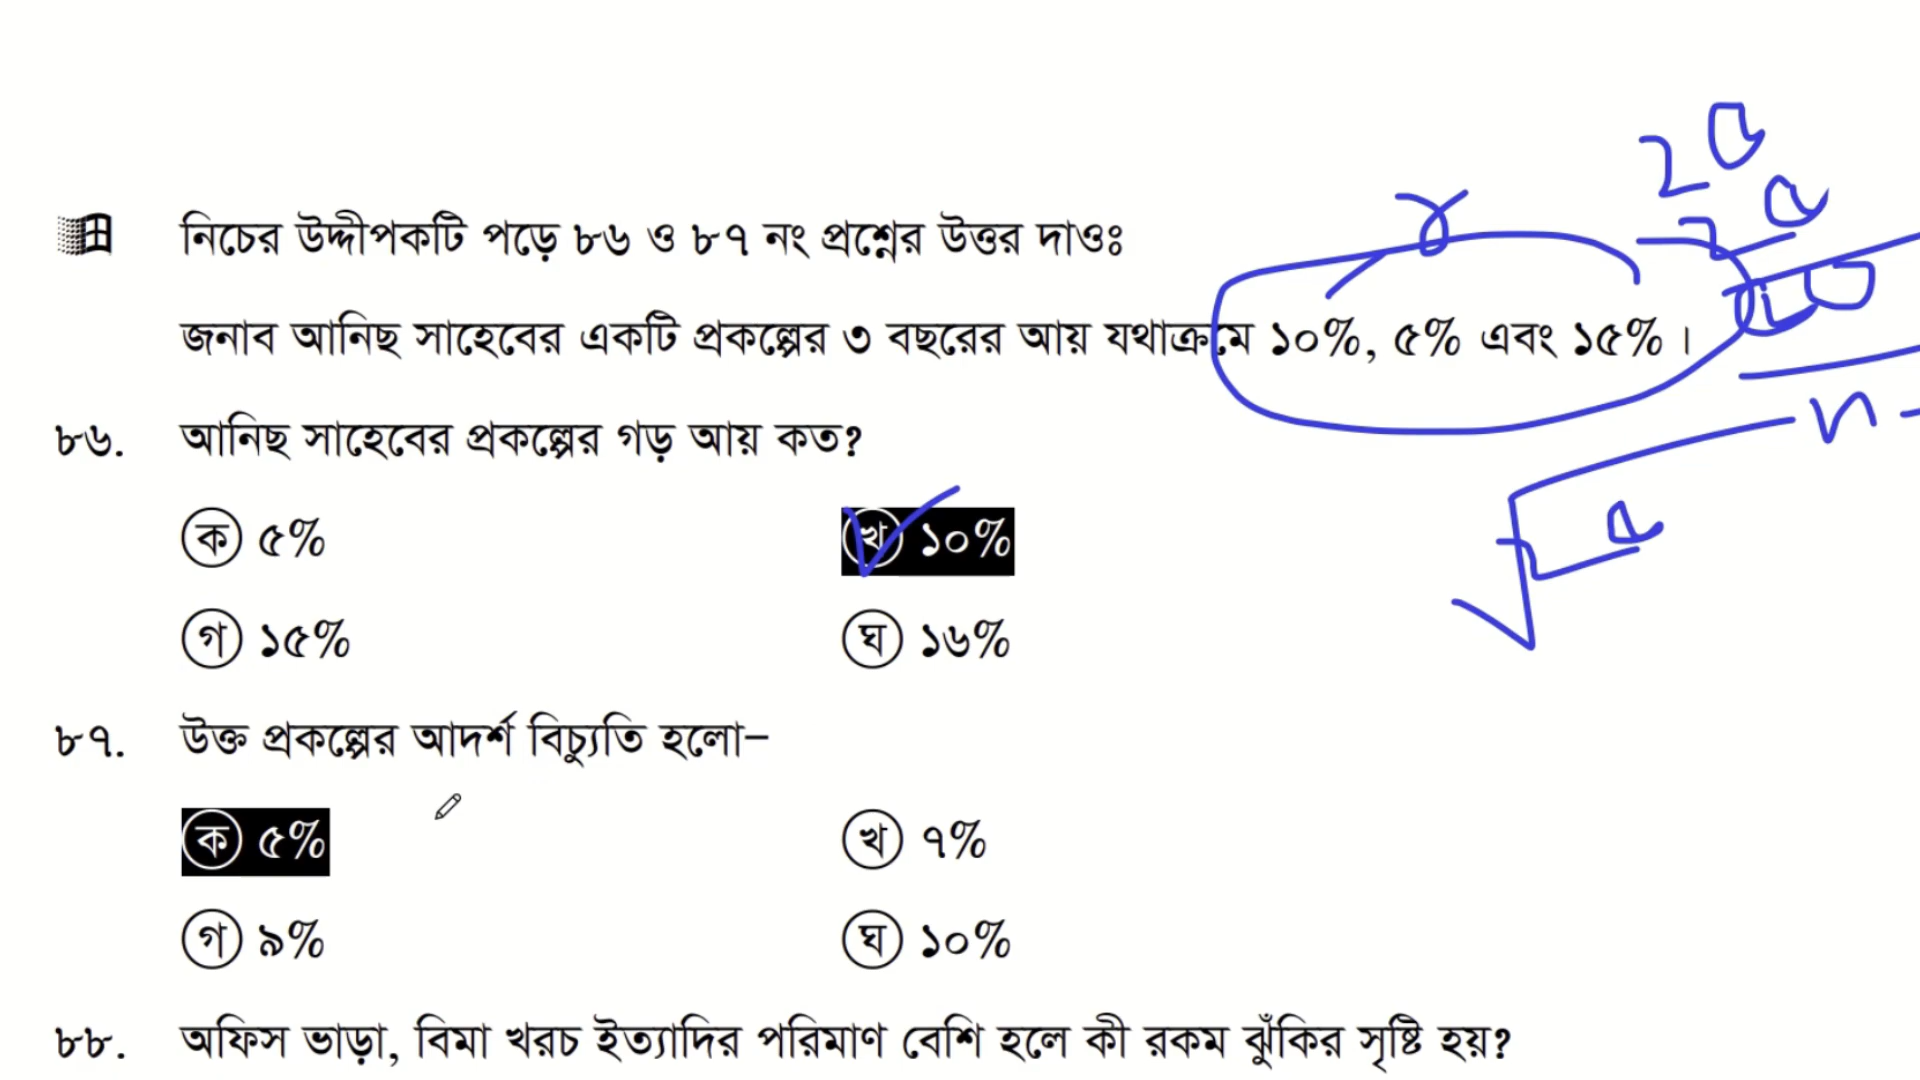 নিচের উদ্দীপকটি পড়ে ৮৬ ও ৮৭ নং প্রশ্নের উত্তর দাওঃ
জনাব আনিছ সাহেবের একটি প্রকল্পের ৩ বছরের আয় যথাক্রমে ১০%, ৫% এবং ১৫%।
৮৬. আনিছ সাহেবের প্রকল্পের গড় আয় কত?
ক ৫% খ ১০%
গ ১৫% ঘ ১৬%
৮৭. উক্ত প্রকল্পের আদর্শ বিচ্যুতি হলো–
ক ৫% খ ৭%
গ ৯% ঘ ১০%
৮৮. অফিস ভাড়া, বিমা খরচ ইত্যাদির পরিমাণ বেশি হলে কী রকম ঝুঁকির সৃষ্টি হয়?